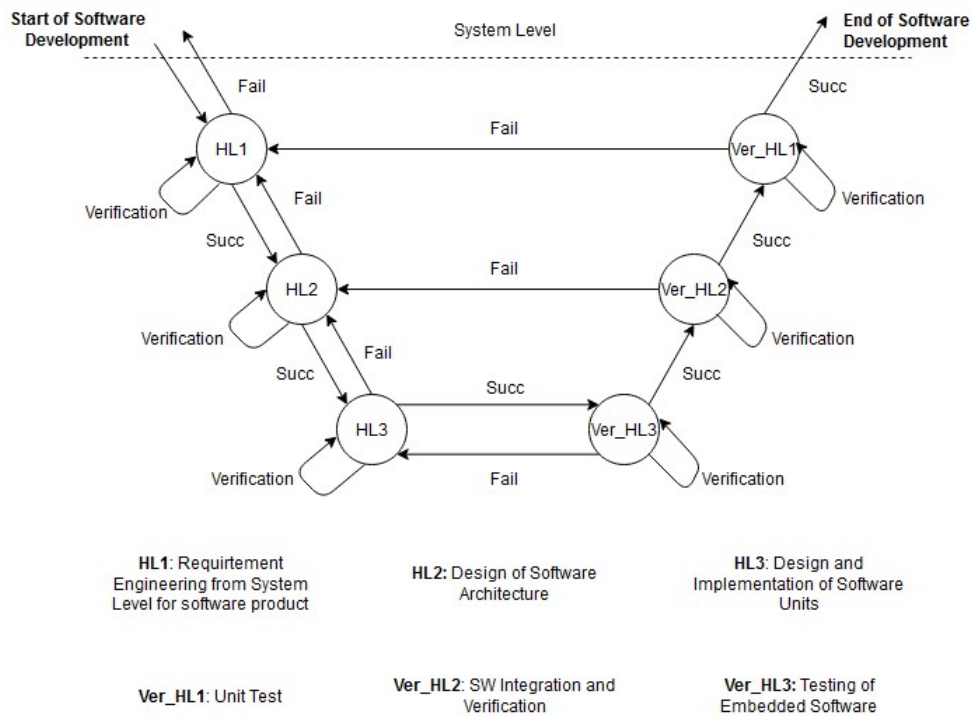 Start of Software
Development
System Level
End of Software
Development
Fail
Succ
HL1
Fail
Ver_HL1
Verification
Fail
Verification
Succ
Succ
HL2
Fail
Ver_HL2
Verification
Fail
Verification
Succ
Succ
Succ
HL3
Ver_HL3
Verification
Fail
Verification
HL1: Requirtement
Engineering from System
Level for software product
HL2: Design of Software
Architecture
HL3: Design and
Implementation of Software
Units
Ver_HL1: Unit Test
Ver_HL2: SW Integration and
Verification
Ver_HL3: Testing of
Embedded Software